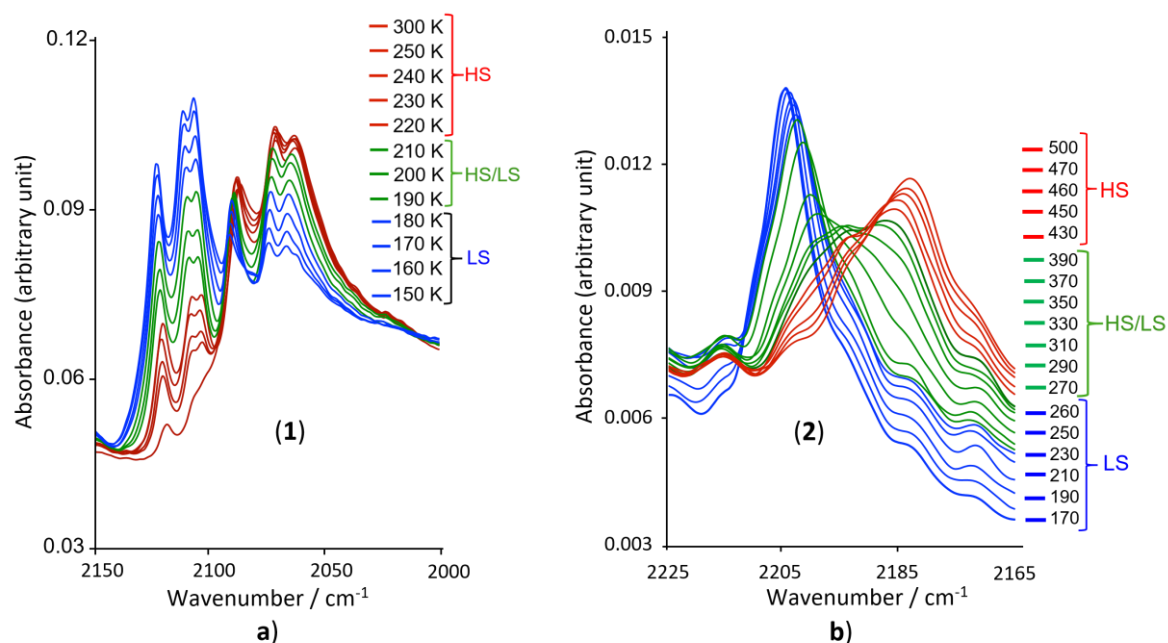 0.12
0.09
0.06
0.03
Absorbance (arbitrary unit)
2150
2100
2050
2000
Wavenumber / cm-1
a)
(1)
300 K
250 K
240 K
230 K
220 K
HS
210 K
200 K
190 K
HS/LS
180 K
170 K
160 K
150 K
LS
0.015
0.012
0.009
0.006
0.003
Absorbance (arbitrary unit)
2225
2205
2185
2165
Wavenumber / cm-1
b)
(2)
500
470
460
450
430
HS
390
370
350
330
310
290
270
HS/LS
260
250
230
210
190
170
LS